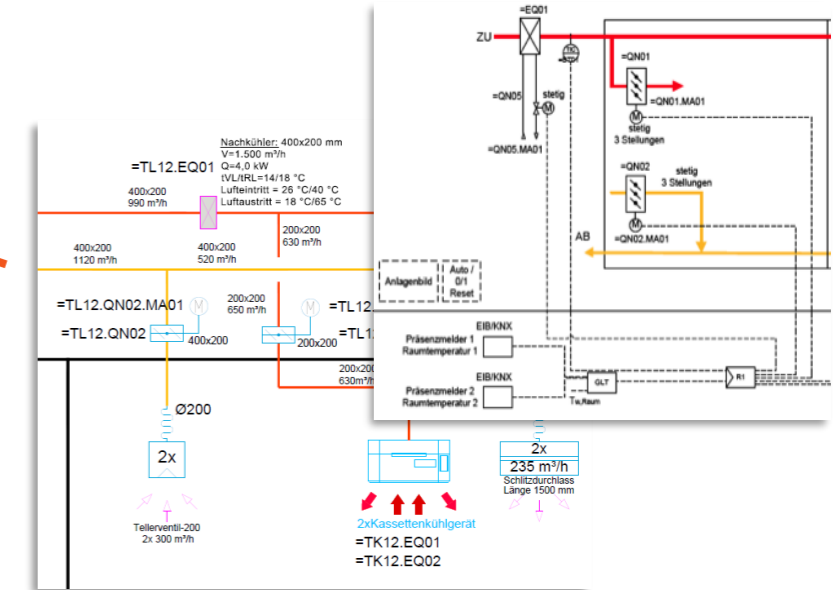 =EQ01
ZU
TK
=QN05
stetig
M
=QN05.MA01
=QN01
=QN01.MA01
M
stetig
3 Stellungen
=QN02
stetig
3 Stellungen
M
=QN02.MA01
AB
Anlagenbild
Auto /
0/1
Reset
EIB/KNX
Präsenzmelder 1
Raumtemperatur 1
EIB/KNX
Präsenzmelder 2
Raumtemperatur 2
GLT
R1
Tw,Raum
Nachkühler: 400x200 mm
V=1.500 m³/h
Q=4,0 kW
tVL/tRL=14/18 °C
Lufteintritt = 26 °C/40 °C
Luftaustritt = 18 °C/65 °C
=TL12.EQ01
400x200
990 m³/h
200x200
630 m³/h
400x200
1120 m³/h
400x200
520 m³/h
=TL12.QN02.MA01
M
200x200
650 m³/h
M
=TL12.
=TL12.QN02
400x200
200x200
=TL1
200x20
630m³/
Ø200
2x
Tellerventil-200
2x 300 m³/h
2xKassettenkühlgerät
=TK12.EQ01
=TK12.EQ02
2x
235 m³/h
Schlitzdurchlass
Länge 1500 mm